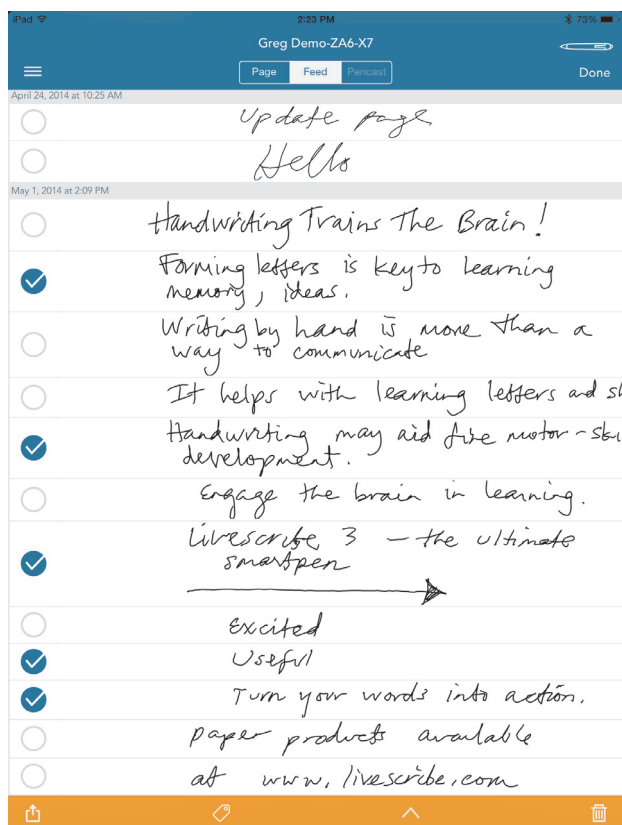 iPad 2:23 PM 73%
Greg Demo-ZA6-X7
Page Feed Pencast Done
April 24, 2014 at 10:25 AM
Update page
Hello
May 1, 2014 at 2:09 PM
Handwriting Trains The Brain!
Forming letters is key to learning
memory, ideas.
Writing by hand is more than a
way to communicate
It helps with learning letters and sh
Handwriting may aid fine motor-ski
development.
Engage the brain in learning.
Livescribe 3 – the ultimate
smartpen
Excited
Useful
Turn your words into action.
paper products available
at www.livescribe.com